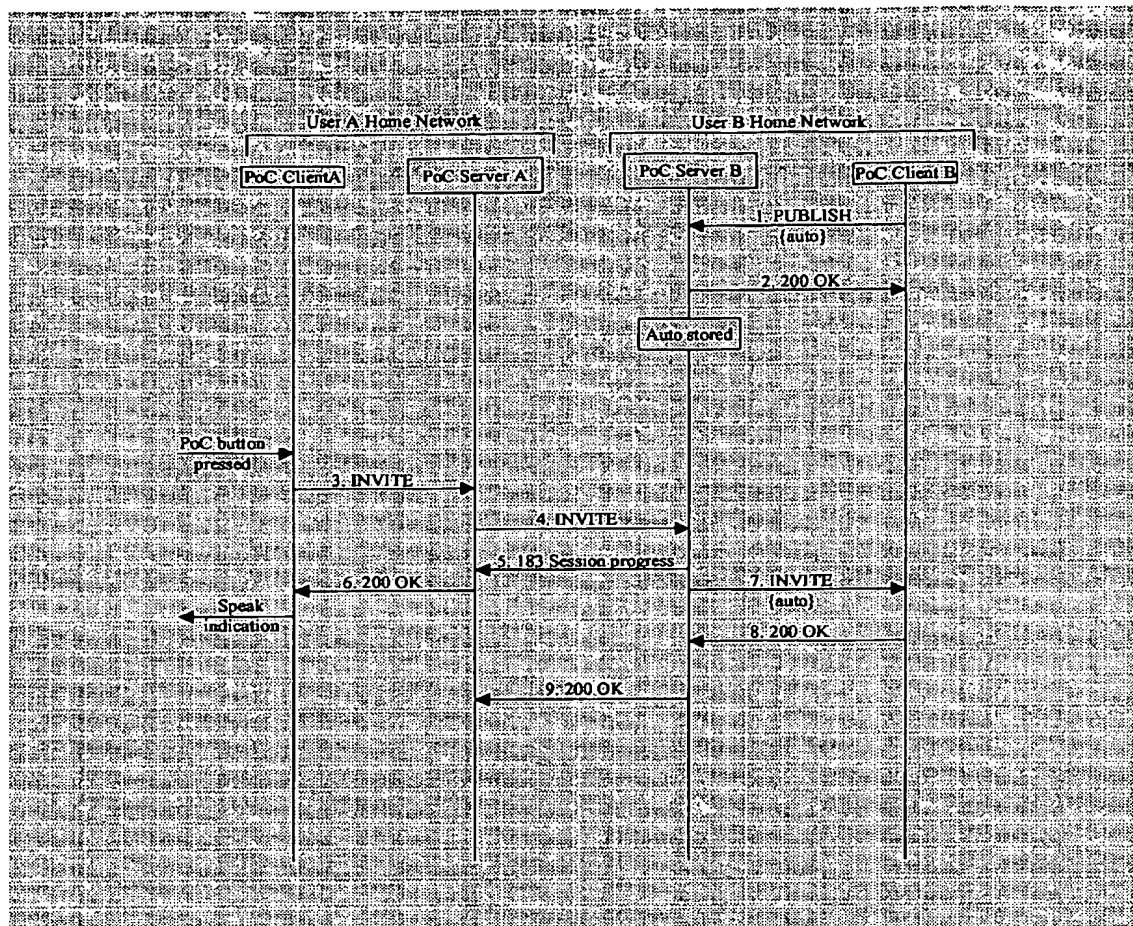 User A Home Network
User B Home Network
PoC ClientA
PoC Server A
PoC Server B
PoC Client B
1. PUBLISH
{auto}
2. 200 OK
Auto stored
PoC button
pressed
3. INVITE
4. INVITE
5. 183 Session progress
6. 200 OK
7. INVITE
{auto}
Speak
indication
8. 200 OK
9. 200 OK